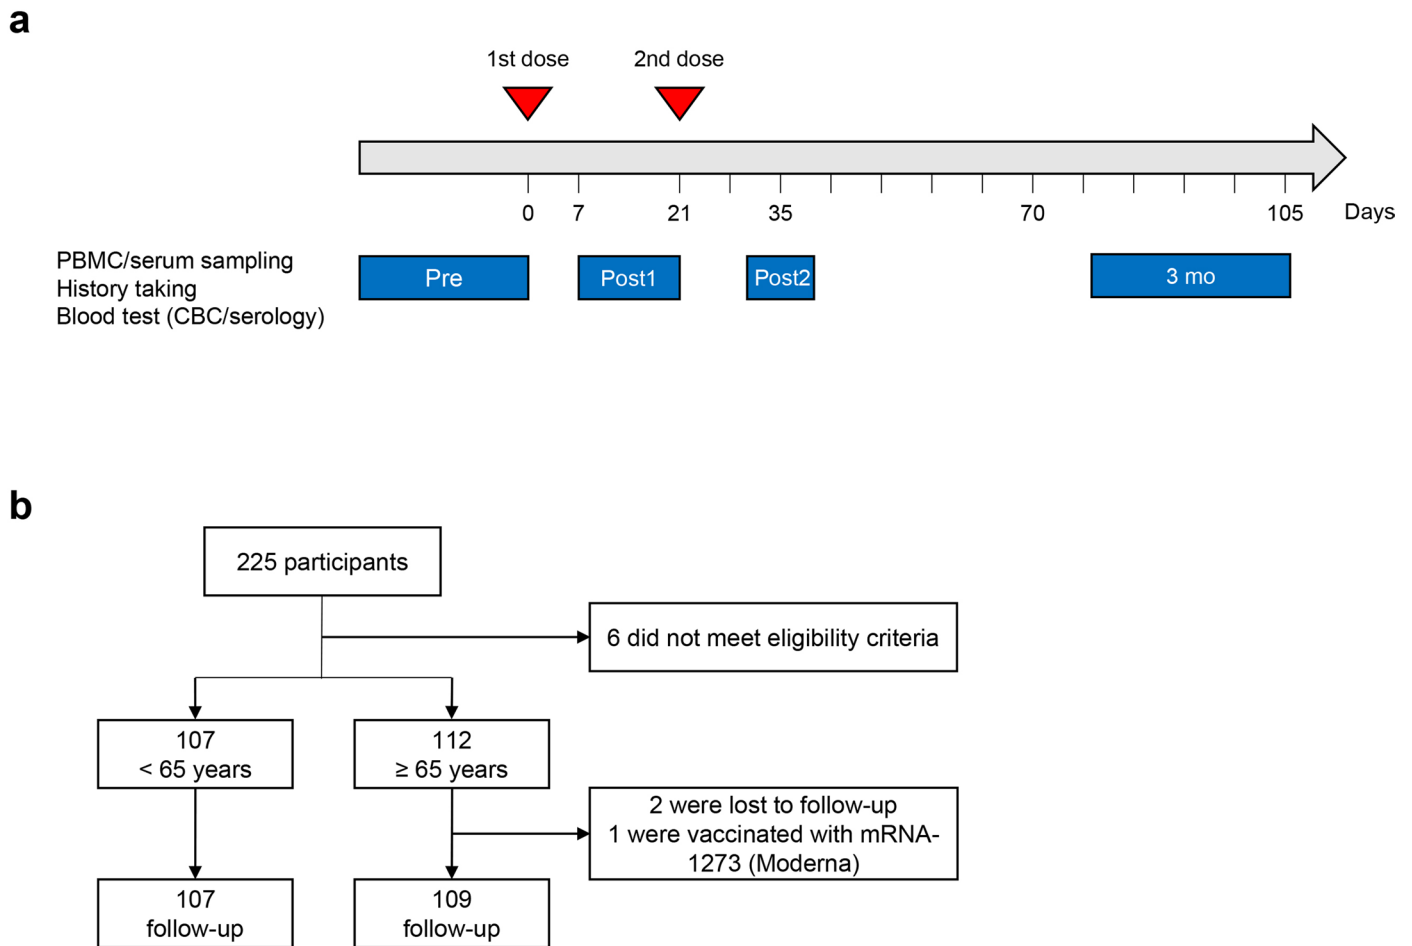 a
1st dose
2nd dose
0 7 21 35 70 105 Days
PBMC/serum sampling
History taking
Blood test (CBC/serology)
Pre
Post1
Post2
3 mo
b
225 participants
6 did not meet eligibility criteria
107
< 65 years
112
≥ 65 years
2 were lost to follow-up
1 were vaccinated with mRNA-
1273 (Moderna)
107
follow-up
109
follow-up